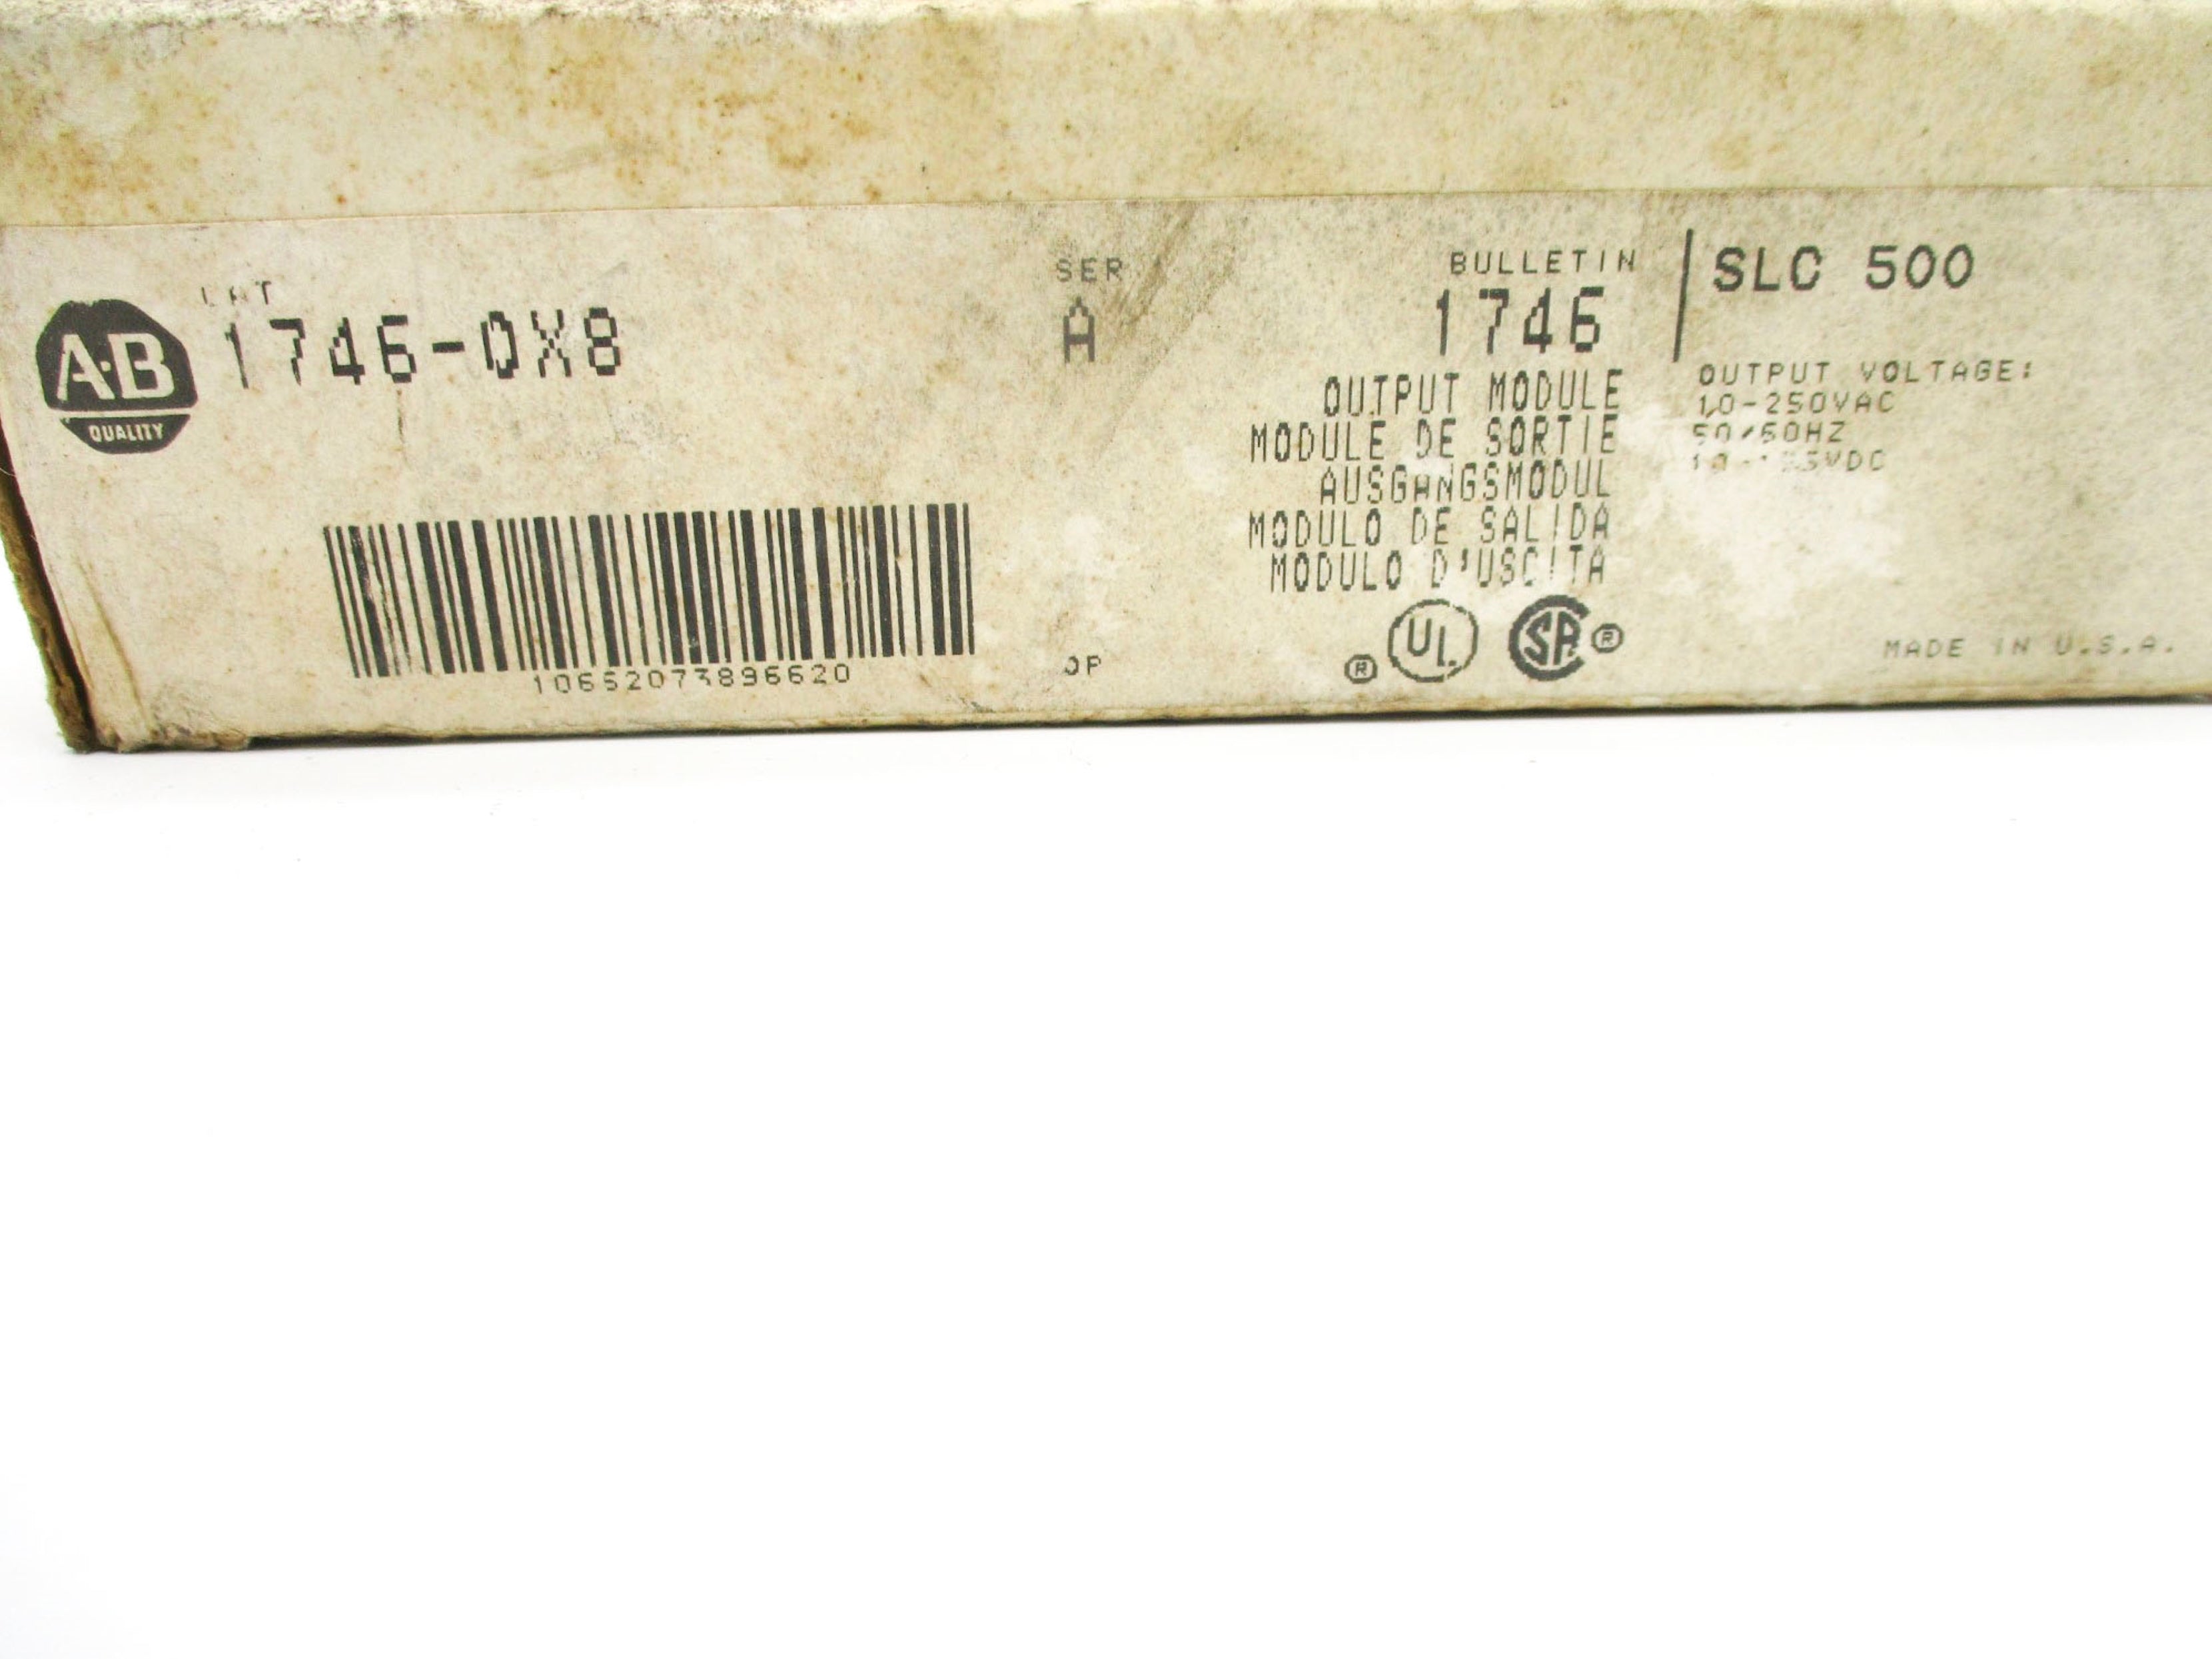 A·B
QUALITY
CAT
1746-OX8
SER
A
BULLETIN
1746
SLC 500
OUTPUT MODULE
MODULE DE SORTIE
AUSGANGSMODUL
MODULO DE SALIDA
MODULO D'USCITA
OUTPUT VOLTAGE:
10-250VAC
50/60HZ
10652073896620
® UL SA ®
MADE IN U.S.A.